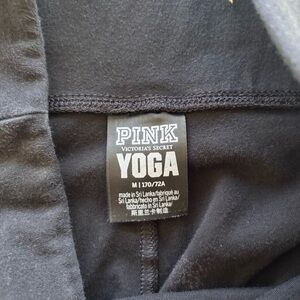 PINK
VICTORIA'S SECRET
YOGA
M | 170/72A
made in Sri Lanka/fabriqué au
Sri Lanka/hecho en Sri Lanka/
fabbricato in Sri Lanka/
斯里兰卡制造